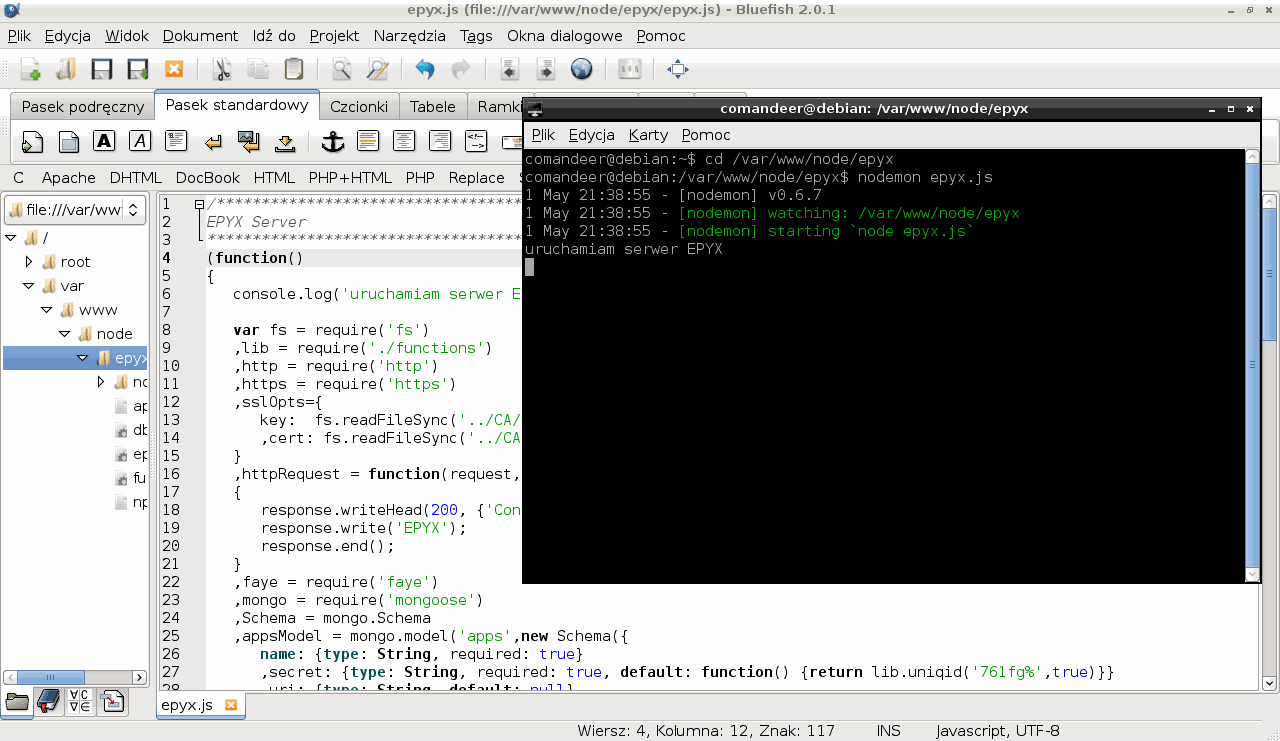 epyx.js (file:///var/www/node/epyx/epyx.js) - Bluefish 2.0.1
Plik Edycja Widok Dokument Idź do Projekt Narzędzia Tags Okna dialogowe Pomoc
Pasek podręczny Pasek standardowy Czcionki Tabele Ramki
C Apache DHTML DocBook HTML PHP+HTML PHP Replace
file:///var/ww
/
root
var
www
node
epyx
no
ap
db
ep
fu
np
1 /***********************************
2 EPYX Server
3 ***********************************
4 (function()
5 {
6 console.log('uruchamiam serwer E
7
8 var fs = require('fs')
9 ,lib = require('./functions')
10 ,http = require('http')
11 ,https = require('https')
12 ,sslOpts={
13 key:  fs.readFileSync('../CA/
14 ,cert: fs.readFileSync('../CA
15 }
16 ,httpRequest = function(request,
17 {
18 response.writeHead(200, {'Con
19 response.write('EPYX');
20 response.end();
21 }
22 ,faye = require('faye')
23 ,mongo = require('mongoose')
24 ,Schema = mongo.Schema
25 ,appsModel = mongo.model('apps',new Schema({
26 name: {type: String, required: true}
27 ,secret: {type: String, required: true, default: function() {return lib.uniqid('761fg%',true)}}
28 ,uri: {type: String, default: null}
comandeer@debian: /var/www/node/epyx
Plik Edycja Karty Pomoc
comandeer@debian:~$ cd /var/www/node/epyx
comandeer@debian:/var/www/node/epyx$ nodemon epyx.js
1 May 21:38:55 - [nodemon] v0.6.7
1 May 21:38:55 - [nodemon] watching: /var/www/node/epyx
1 May 21:38:55 - [nodemon] starting `node epyx.js`
uruchamiam serwer EPYX
epyx.js
Wiersz: 4, Kolumna: 12, Znak: 117 INS Javascript, UTF-8